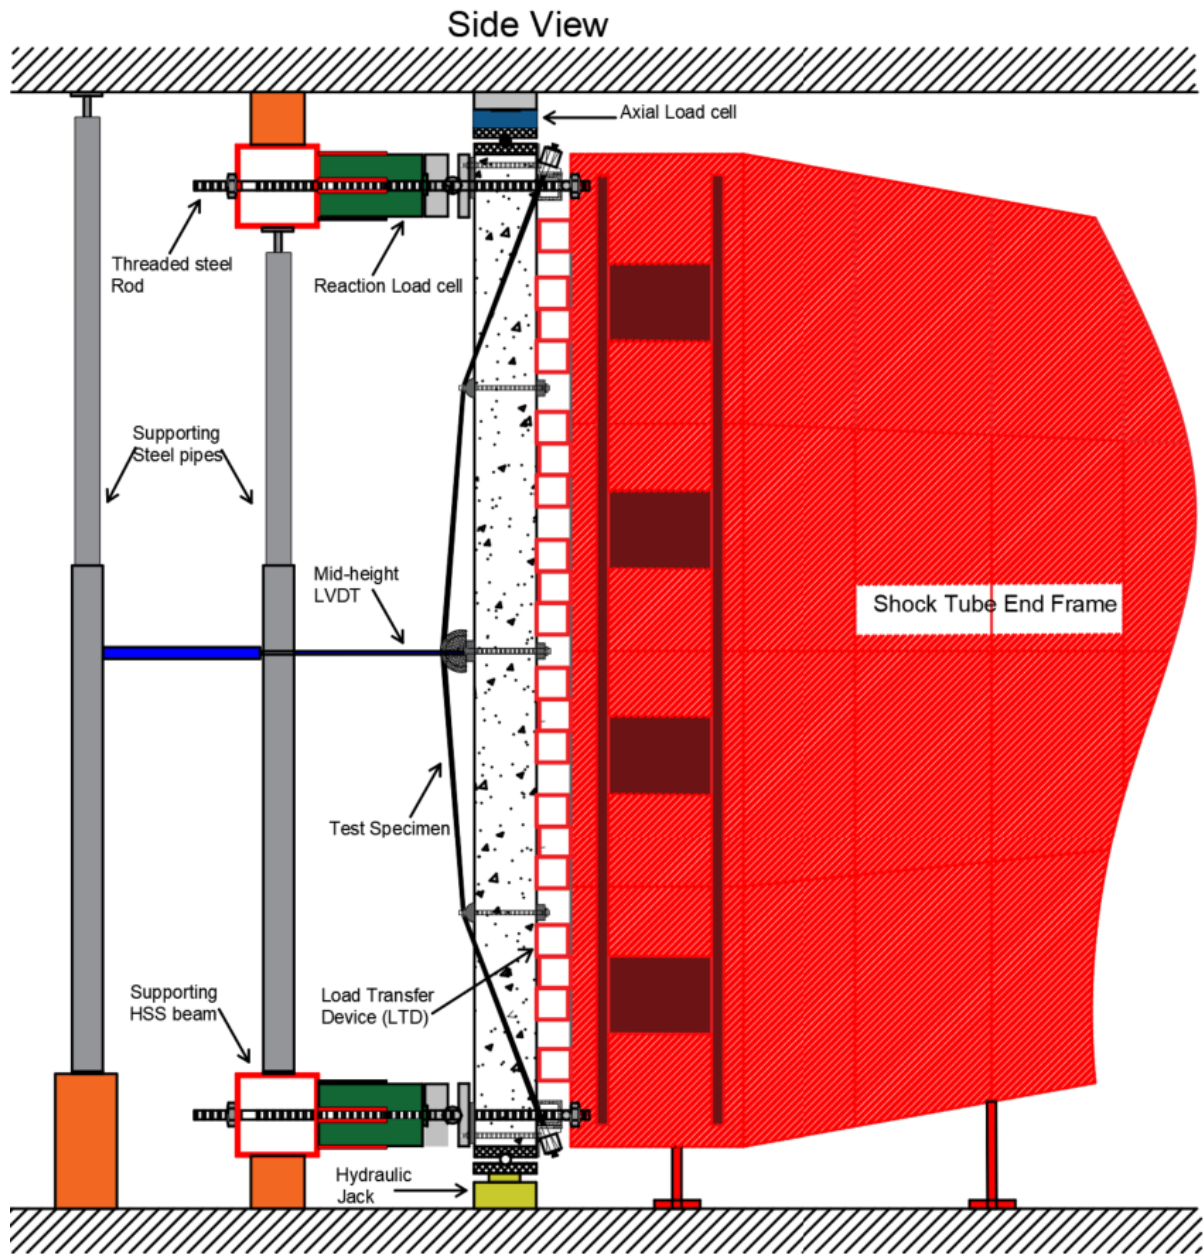 Side View
Axial Load cell
Threaded steel
Rod
Reaction Load cell
Supporting
Steel pipes
Mid-height
LVDT
Shock Tube End Frame
Test Specimen
Supporting
HSS beam
Load Transfer
Device (LTD)
Hydraulic
Jack